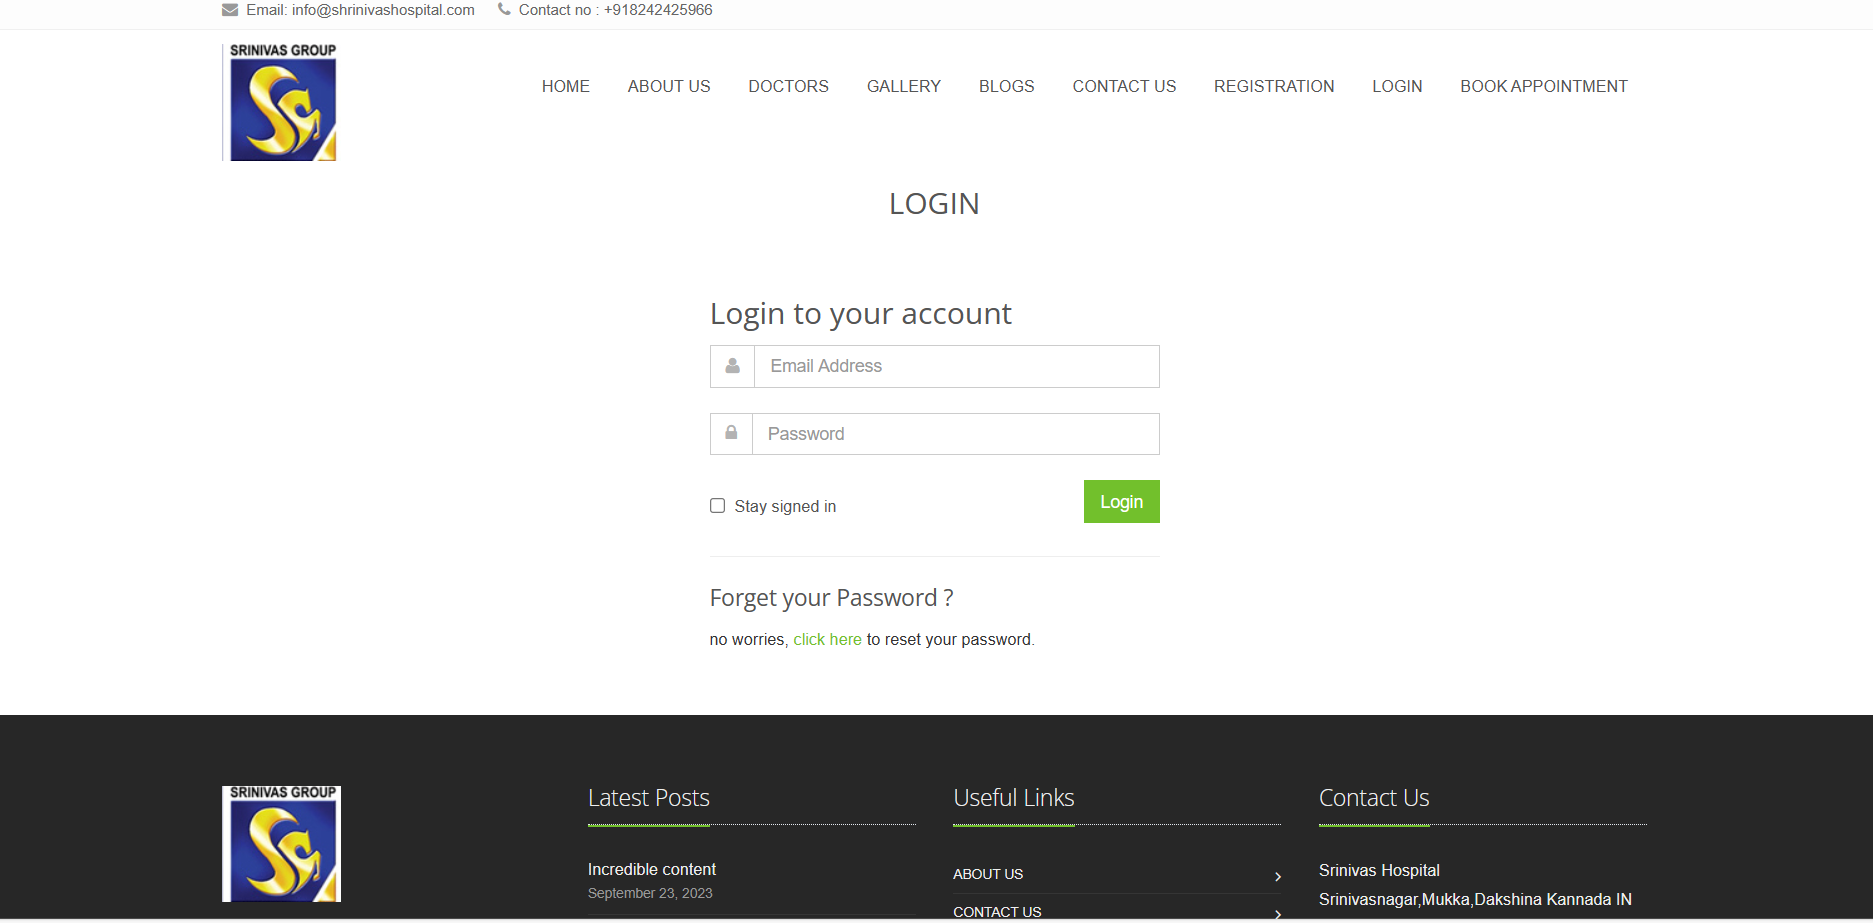 Email: info@shrinivashospital.com Contact no : +918242425966
SRINIVAS GROUP
HOME ABOUT US DOCTORS GALLERY BLOGS CONTACT US REGISTRATION LOGIN BOOK APPOINTMENT
LOGIN
Login to your account
Email Address
Password
Stay signed in
Login
Forget your Password ?
no worries, click here to reset your password.
SRINIVAS GROUP
Latest Posts
Incredible content
September 23, 2023
Useful Links
ABOUT US
CONTACT US
Contact Us
Srinivas Hospital
Srinivasnagar,Mukka,Dakshina Kannada IN